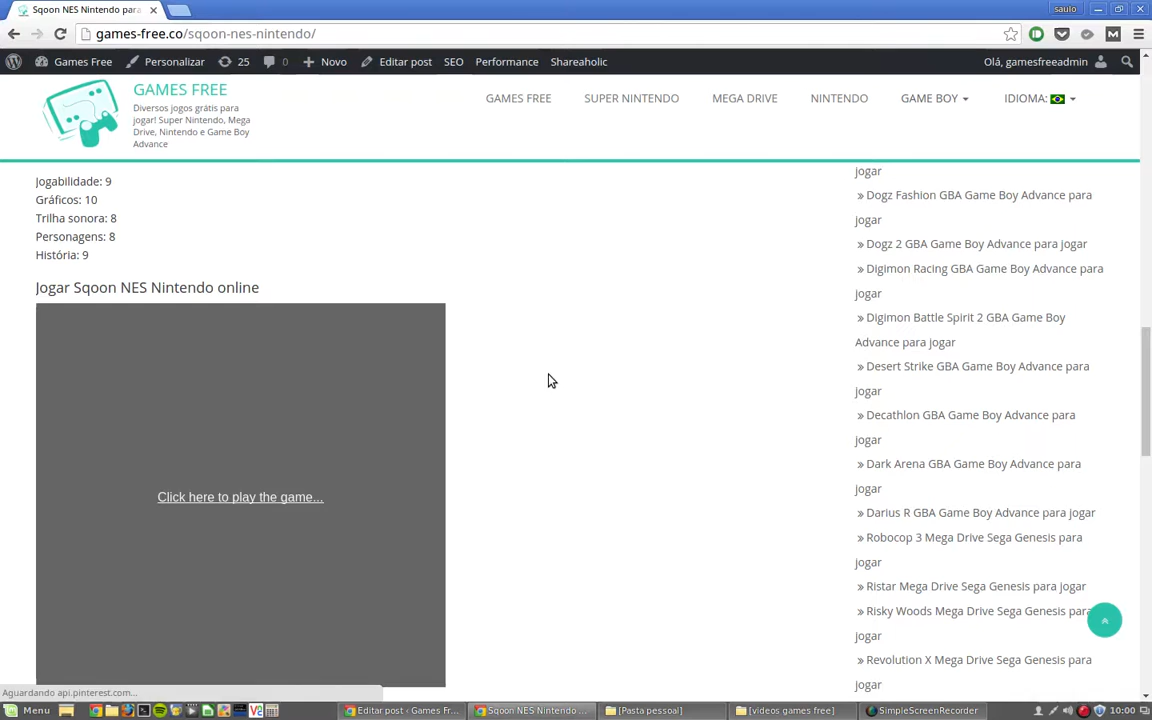 Sqoon NES Nintendo para
saulo
games-free.co/sqoon-nes-nintendo/
Games Free Personalizar 25 0 Novo Editar post SEO Performance Shareaholic Olá, gamesfreeadmin
GAMES FREE
Diversos jogos grátis para
jogar! Super Nintendo, Mega
Drive, Nintendo e Game Boy
Advance
GAMES FREE SUPER NINTENDO MEGA DRIVE NINTENDO GAME BOY IDIOMA:
Jogabilidade: 9
Gráficos: 10
Trilha sonora: 8
Personagens: 8
História: 9
Jogar Sqoon NES Nintendo online
Click here to play the game...
jogar
» Dogz Fashion GBA Game Boy Advance para
jogar
» Dogz 2 GBA Game Boy Advance para jogar
» Digimon Racing GBA Game Boy Advance para
jogar
» Digimon Battle Spirit 2 GBA Game Boy
Advance para jogar
» Desert Strike GBA Game Boy Advance para
jogar
» Decathlon GBA Game Boy Advance para
jogar
» Dark Arena GBA Game Boy Advance para
jogar
» Darius R GBA Game Boy Advance para jogar
» Robocop 3 Mega Drive Sega Genesis para
jogar
» Ristar Mega Drive Sega Genesis para jogar
» Risky Woods Mega Drive Sega Genesis para
jogar
» Revolution X Mega Drive Sega Genesis para
jogar
Aguardando api.pinterest.com...
Menu Editar post ‹ Games Fr... Sqoon NES Nintendo ... [Pasta pessoal] [videos games free] SimpleScreenRecorder 10:00